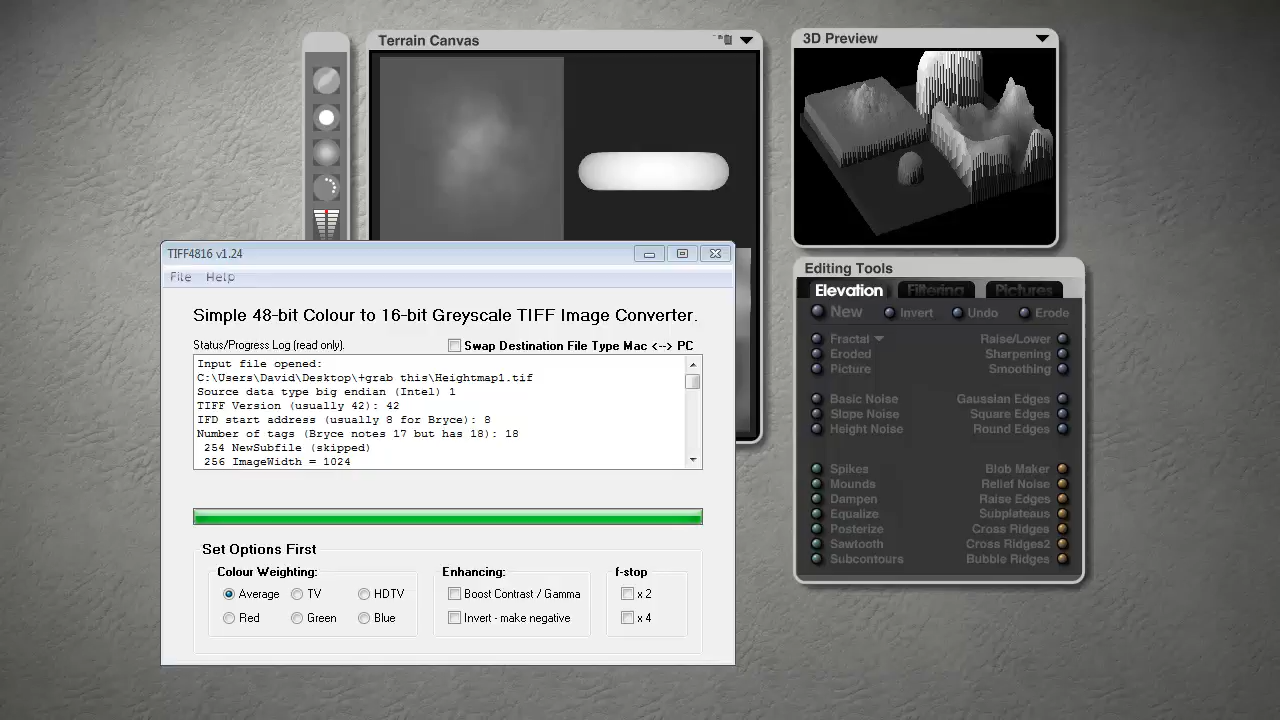 Terrain Canvas
3D Preview
TIFF4816 v1.24
File Help
Simple 48-bit Colour to 16-bit Greyscale TIFF Image Converter.
Status/Progress Log (read only).
Swap Destination File Type Mac <--> PC
Input file opened:
C:\Users\David\Desktop\+grab this\Heightmap1.tif
Source data type big endian (Intel) 1
TIFF Version (usually 42): 42
IFD start address (usually 8 for Bryce): 8
Number of tags (Bryce notes 17 but has 18): 18
254 NewSubfile (skipped)
256 ImageWidth = 1024
Set Options First
Colour Weighting:
Average TV HDTV
Red Green Blue
Enhancing:
Boost Contrast / Gamma
Invert - make negative
f-stop
x 2
x 4
Editing Tools
Elevation Filtering Pictures
New Invert Undo Erode
Fractal Raise/Lower
Eroded Sharpening
Picture Smoothing
Basic Noise Gaussian Edges
Slope Noise Square Edges
Height Noise Round Edges
Spikes Blob Maker
Mounds Relief Noise
Dampen Raise Edges
Equalize Subplateaus
Posterize Cross Ridges
Sawtooth Cross Ridges2
Subcontours Bubble Ridges